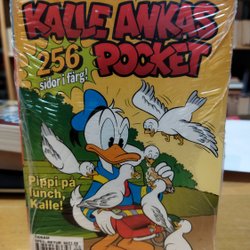 KALLE ANKAS
POCKET
256
sidor i färg!
Pippi på
lunch,
Kalle!